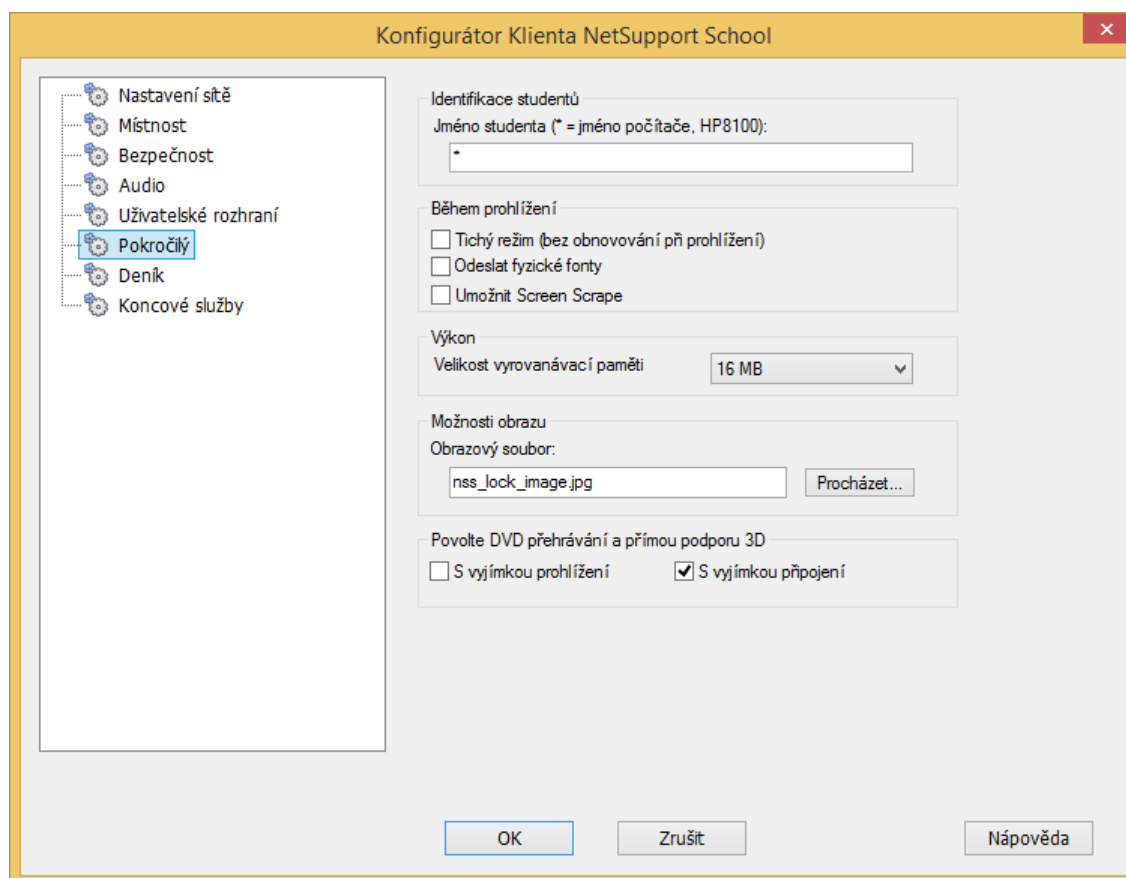 Konfigurátor Klienta NetSupport School
Nastavení sítě
Místnost
Bezpečnost
Audio
Uživatelské rozhraní
Pokročilý
Deník
Koncové služby
Identifikace studentů
Jméno studenta (* = jméno počítače, HP8100):
*
Během prohlížení
Tichý režim (bez obnovování při prohlížení)
Odeslat fyzické fonty
Umožnit Screen Scrape
Výkon
Velikost vyrovanávací paměti
16 MB
Možnosti obrazu
Obrazový soubor:
nss_lock_image.jpg
Procházet...
Povolte DVD přehrávání a přímou podporu 3D
S vyjímkou prohlížení
S vyjímkou připojení
OK
Zrušit
Nápověda